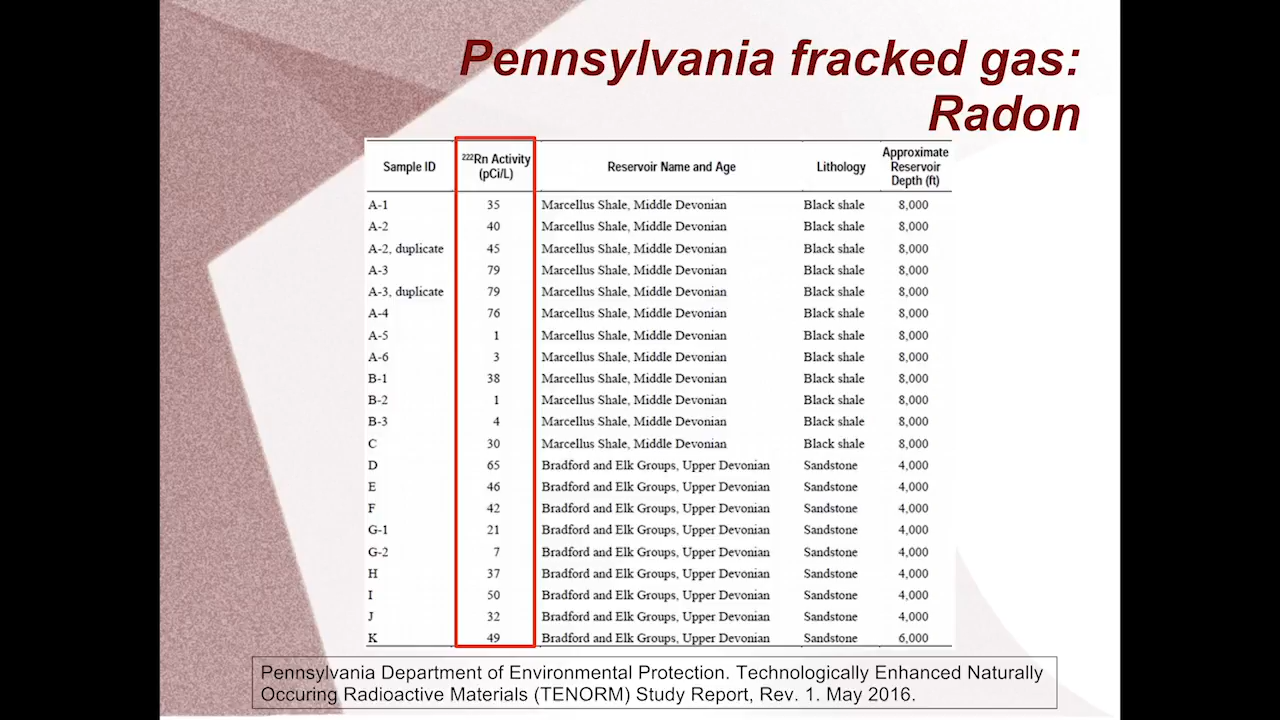 Pennsylvania fracked gas:
Radon
Sample ID ²²²Rn Activity (pCi/L) Reservoir Name and Age Lithology Approximate Reservoir Depth (ft)
A-1 35 Marcellus Shale, Middle Devonian Black shale 8,000
A-2 40 Marcellus Shale, Middle Devonian Black shale 8,000
A-2, duplicate 45 Marcellus Shale, Middle Devonian Black shale 8,000
A-3 79 Marcellus Shale, Middle Devonian Black shale 8,000
A-3, duplicate 79 Marcellus Shale, Middle Devonian Black shale 8,000
A-4 76 Marcellus Shale, Middle Devonian Black shale 8,000
A-5 1 Marcellus Shale, Middle Devonian Black shale 8,000
A-6 3 Marcellus Shale, Middle Devonian Black shale 8,000
B-1 38 Marcellus Shale, Middle Devonian Black shale 8,000
B-2 1 Marcellus Shale, Middle Devonian Black shale 8,000
B-3 4 Marcellus Shale, Middle Devonian Black shale 8,000
C 30 Marcellus Shale, Middle Devonian Black shale 8,000
D 65 Bradford and Elk Groups, Upper Devonian Sandstone 4,000
E 46 Bradford and Elk Groups, Upper Devonian Sandstone 4,000
F 42 Bradford and Elk Groups, Upper Devonian Sandstone 4,000
G-1 21 Bradford and Elk Groups, Upper Devonian Sandstone 4,000
G-2 7 Bradford and Elk Groups, Upper Devonian Sandstone 4,000
H 37 Bradford and Elk Groups, Upper Devonian Sandstone 4,000
I 50 Bradford and Elk Groups, Upper Devonian Sandstone 4,000
J 32 Bradford and Elk Groups, Upper Devonian Sandstone 4,000
K 49 Bradford and Elk Groups, Upper Devonian Sandstone 6,000
Pennsylvania Department of Environmental Protection. Technologically Enhanced Naturally
Occuring Radioactive Materials (TENORM) Study Report, Rev. 1. May 2016.